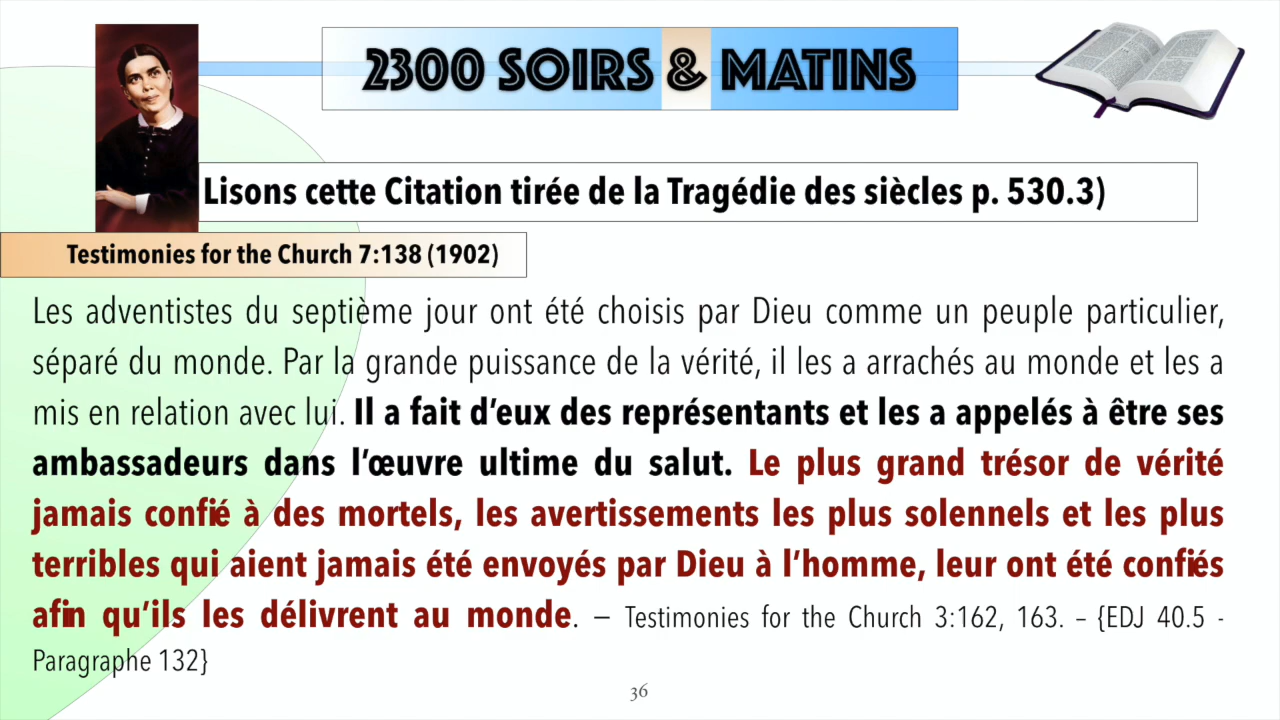 2300 SOIRS & MATINS
Lisons cette Citation tirée de la Tragédie des siècles p. 530.3)
Testimonies for the Church 7:138 (1902)
Les adventistes du septième jour ont été choisis par Dieu comme un peuple particulier,
séparé du monde. Par la grande puissance de la vérité, il les a arrachés au monde et les a
mis en relation avec lui. Il a fait d’eux des représentants et les a appelés à être ses
ambassadeurs dans l’œuvre ultime du salut. Le plus grand trésor de vérité
jamais confié à des mortels, les avertissements les plus solennels et les plus
terribles qui aient jamais été envoyés par Dieu à l’homme, leur ont été confiés
afin qu’ils les délivrent au monde. — Testimonies for the Church 3:162, 163. – {EDJ 40.5 -
Paragraphe 132}
36